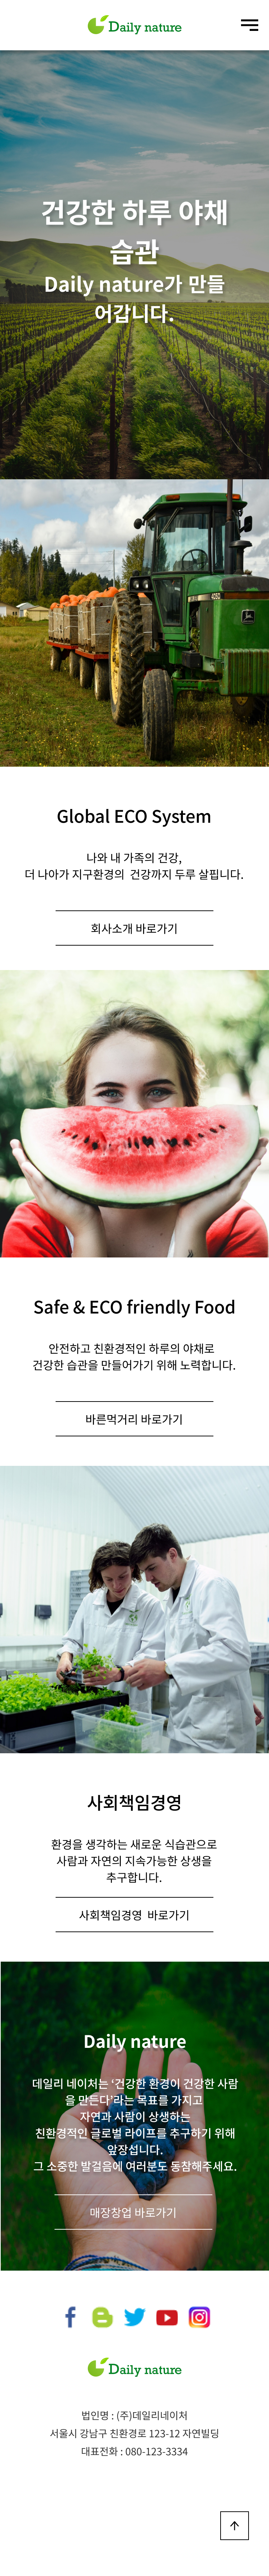 Daily nature
건강한 하루 야채
습관
Daily nature가 만들
어갑니다.
Global ECO System
나와 내 가족의 건강,
더 나아가 지구환경의 건강까지 두루 살핍니다.
회사소개 바로가기
Safe & ECO friendly Food
안전하고 친환경적인 하루의 야채로
건강한 습관을 만들어가기 위해 노력합니다.
바른먹거리 바로가기
사회책임경영
환경을 생각하는 새로운 식습관으로
사람과 자연의 지속가능한 상생을
추구합니다.
사회책임경영 바로가기
Daily nature
데일리 네이처는 ‘건강한 환경이 건강한 사람
을 만든다’라는 목표를 가지고
자연과 사람이 상생하는
친환경적인 글로벌 라이프를 추구하기 위해
앞장섭니다.
그 소중한 발걸음에 여러분도 동참해주세요.
매장창업 바로가기
Daily nature
법인명 : (주)데일리네이처
서울시 강남구 친환경로 123-12 자연빌딩
대표전화 : 080-123-3334